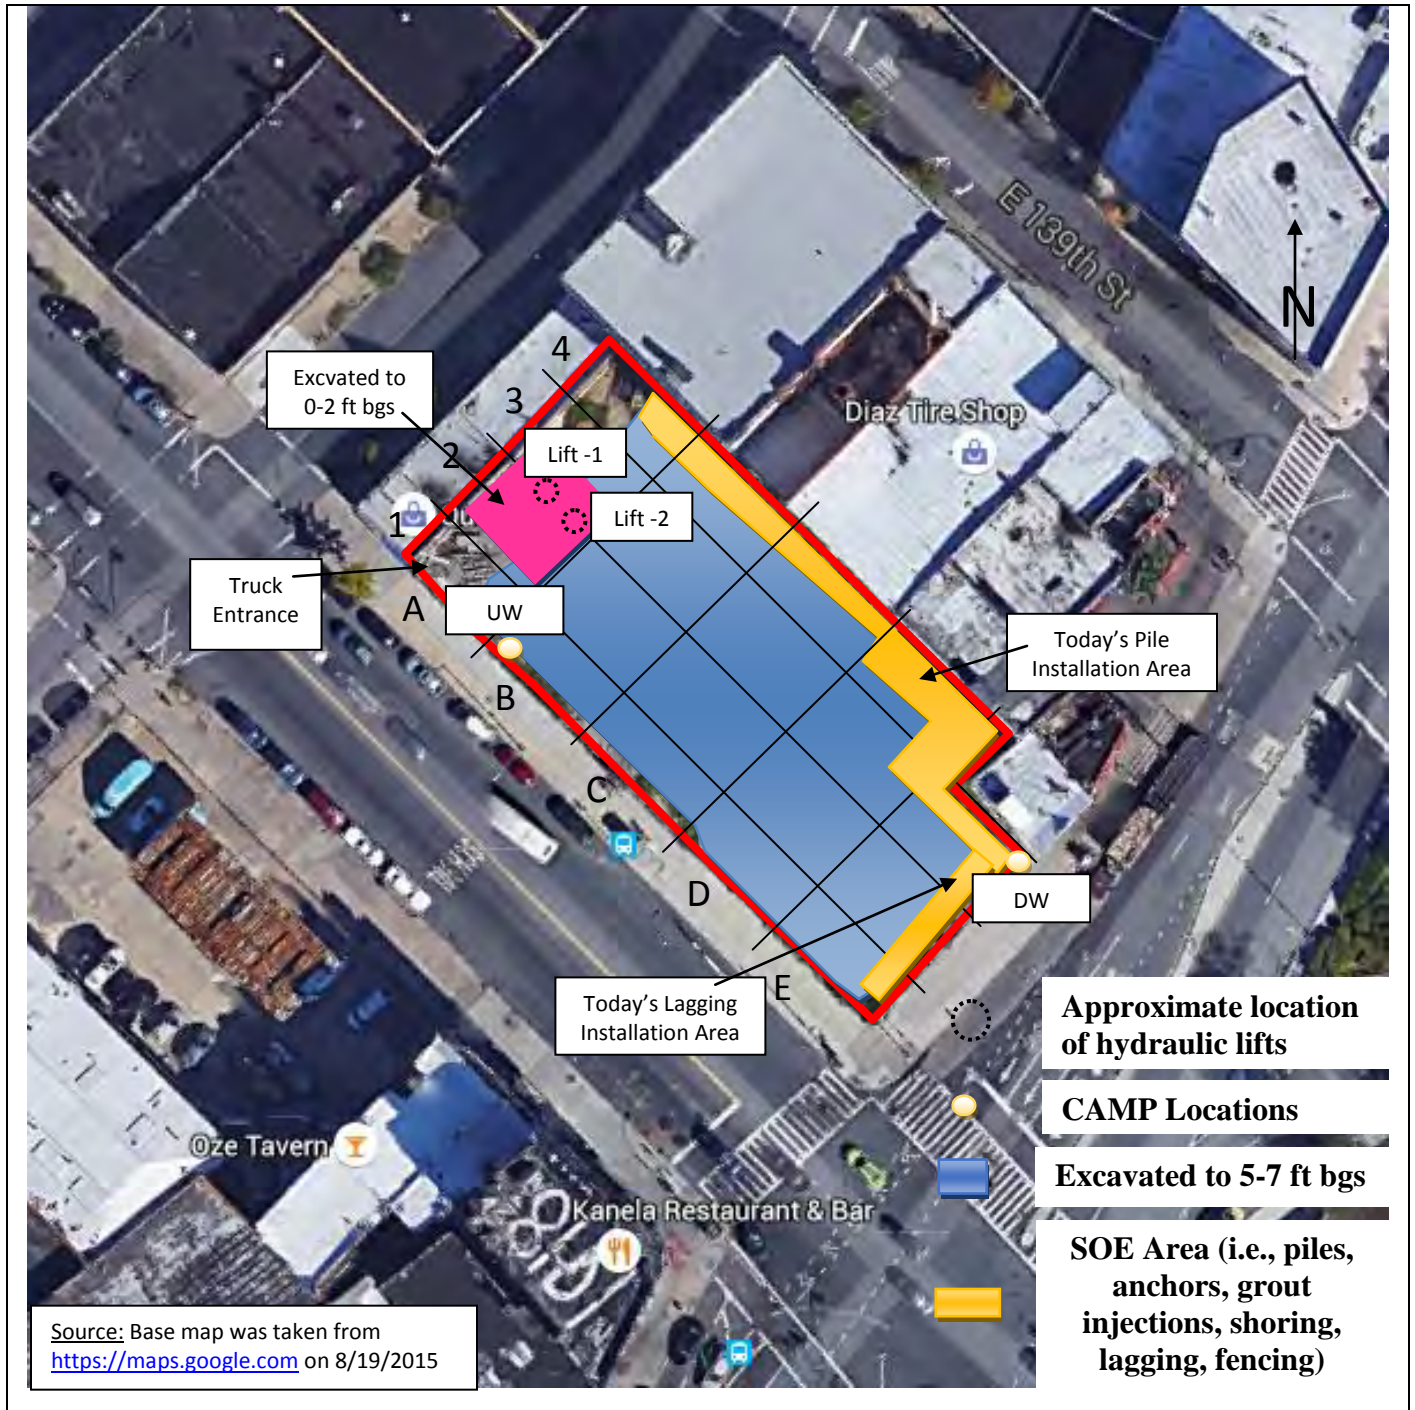 E 139th St
N
4
Excvated to
0-2 ft bgs
3
Diaz Tire Shop
Lift -1
2
Lift -2
1
Truck
Entrance
A
UW
Today's Pile
Installation Area
B
C
D
DW
E
Today's Lagging
Installation Area
Approximate location
of hydraulic lifts
CAMP Locations
Oze Tavern
Excavated to 5-7 ft bgs
Kanela Restaurant & Bar
SOE Area (i.e., piles,
anchors, grout
injections, shoring,
lagging, fencing)
Source: Base map was taken from
https://maps.google.com on 8/19/2015